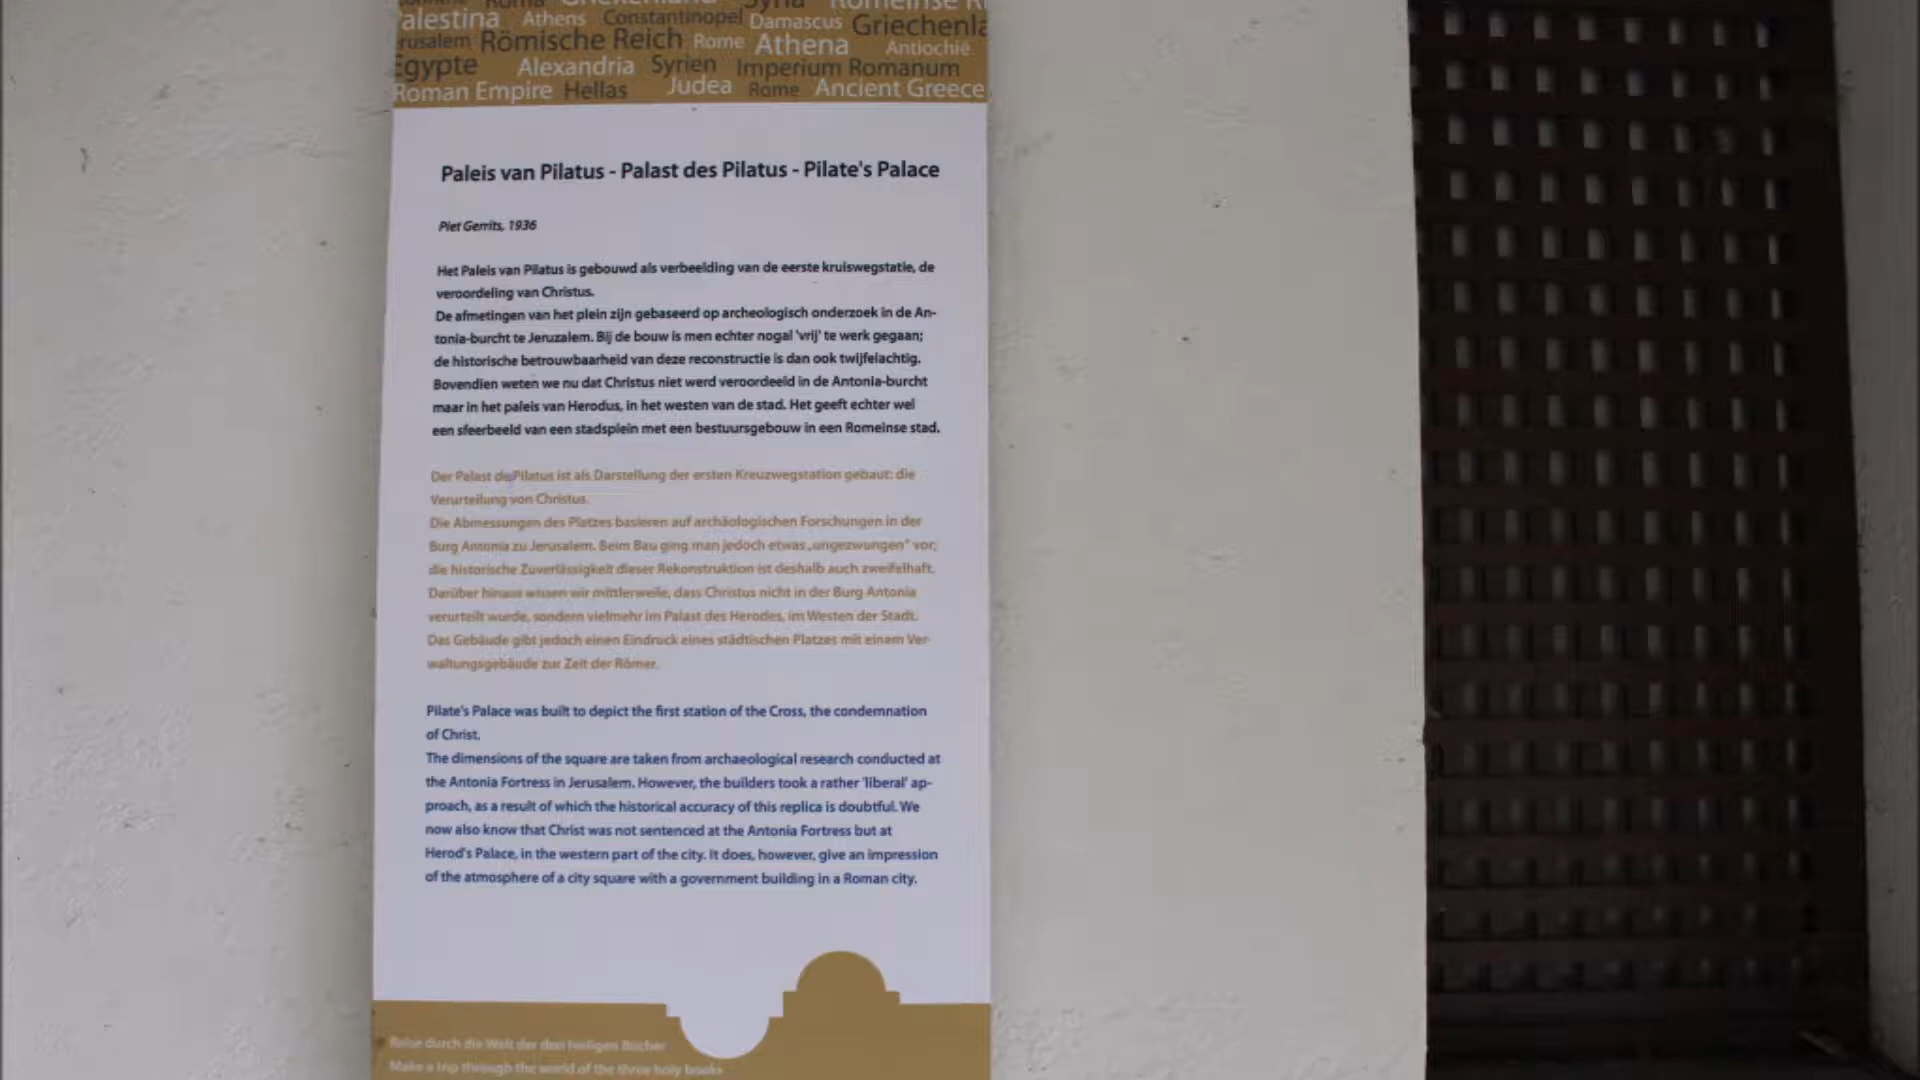 Syria Romeinse
Palestina Athens Constantinopel Damascus Griechenla
rusalem Römische Reich Rome Athena Antiochië
Egypte Alexandria Syrien Imperium Romanum
Roman Empire Hellas Judea Rome Ancient Greece
Paleis van Pilatus - Palast des Pilatus - Pilate's Palace
Piet Gerrits, 1936
Het Paleis van Pilatus is gebouwd als verbeelding van de eerste kruiswegstatie, de
veroordeling van Christus.
De afmetingen van het plein zijn gebaseerd op archeologisch onderzoek in de An-
tonia-burcht te Jeruzalem. Bij de bouw is men echter nogal 'vrij' te werk gegaan;
de historische betrouwbaarheid van deze reconstructie is dan ook twijfelachtig.
Bovendien weten we nu dat Christus niet werd veroordeeld in de Antonia-burcht
maar in het paleis van Herodus, in het westen van de stad. Het geeft echter wel
een sfeerbeeld van een stadsplein met een bestuursgebouw in een Romeinse stad.
Der Palast des Pilatus ist als Darstellung der ersten Kreuzwegstation gebaut: die
Verurteilung von Christus.
Die Abmessungen des Platzes basieren auf archäologischen Forschungen in der
Burg Antonia zu Jerusalem. Beim Bau ging man jedoch etwas „ungezwungen" vor,
die historische Zuverlässigkeit dieser Rekonstruktion ist deshalb auch zweifelhaft.
Darüber hinaus wissen wir mittlerweile, dass Christus nicht in der Burg Antonia
verurteilt wurde, sondern vielmehr im Palast des Herodes, im Westen der Stadt.
Das Gebäude gibt jedoch einen Eindruck eines städtischen Platzes mit einem Ver-
waltungsgebäude zur Zeit der Römer.
Pilate's Palace was built to depict the first station of the Cross, the condemnation
of Christ.
The dimensions of the square are taken from archaeological research conducted at
the Antonia Fortress in Jerusalem. However, the builders took a rather 'liberal' ap-
proach, as a result of which the historical accuracy of this replica is doubtful. We
now also know that Christ was not sentenced at the Antonia Fortress but at
Herod's Palace, in the western part of the city. It does, however, give an impression
of the atmosphere of a city square with a government building in a Roman city.
Reise durch die Welt der drei heiligen Bücher
Make a trip through the world of the three holy books